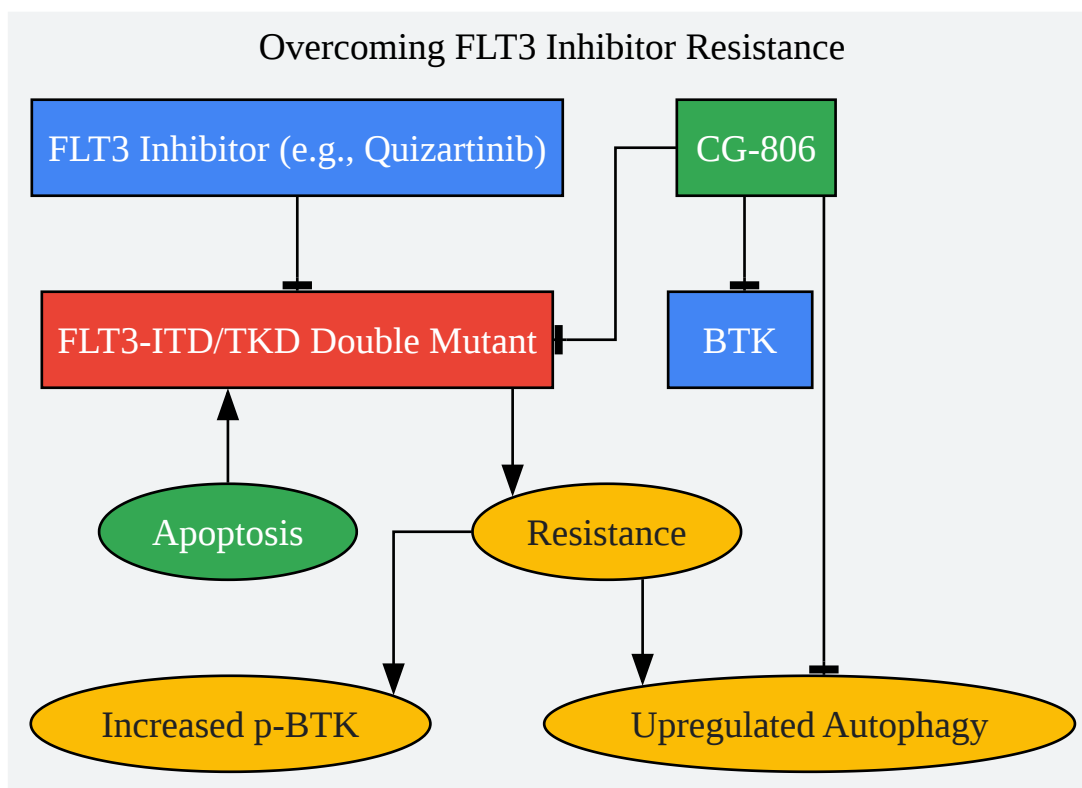 Overcoming FLT3 Inhibitor Resistance
FLT3 Inhibitor (e.g., Quizartinib)
CG-806
FLT3-ITD/TKD Double Mutant
BTK
Apoptosis
Resistance
Increased p-BTK
Upregulated Autophagy